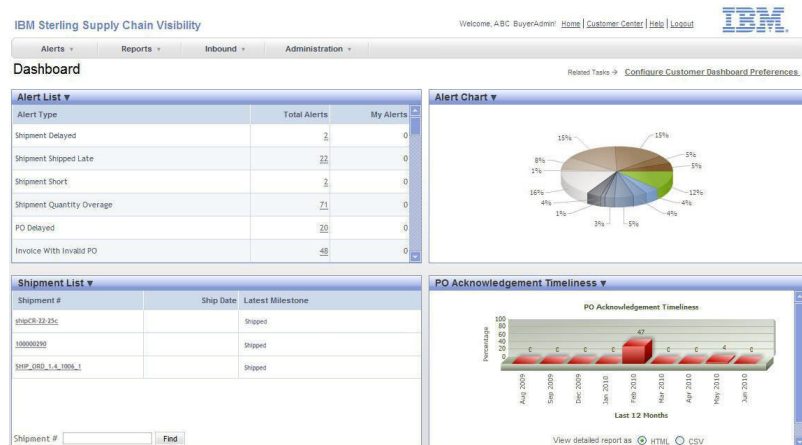 IBM Sterling Supply Chain Visibility
Welcome, ABC BuyerAdmin! Home | Customer Center | Help | Logout
IBM.
Alerts Reports Inbound Administration
Dashboard
Related Tasks → Configure Customer Dashboard Preferences
Alert List ▼
Alert Type Total Alerts My Alerts
Shipment Delayed 2 0
Shipment Shipped Late 22 0
Shipment Short 2 0
Shipment Quantity Overage 71 0
PO Delayed 20 0
Invoice With Invalid PO 48 0
Alert Chart ▼
15% 15%
8% 5%
1% 5%
16% 12%
4% 4%
1% 4%
3% 5%
Shipment List ▼
Shipment # Ship Date Latest Milestone
shipCR-22-25c Shipped
100000290 Shipped
SHIP_ORD_1.4_1006_1 Shipped
Shipment # Find
PO Acknowledgement Timeliness ▼
PO Acknowledgement Timeliness
Percentage
100
80
60
40
20
0
0 0 0 0 47 0 0 4 0
Aug 2009 Sep 2009 Dec 2009 Jan 2010 Feb 2010 Mar 2010 Apr 2010 May 2010 Jun 2010
Last 12 Months
View detailed report as HTML CSV